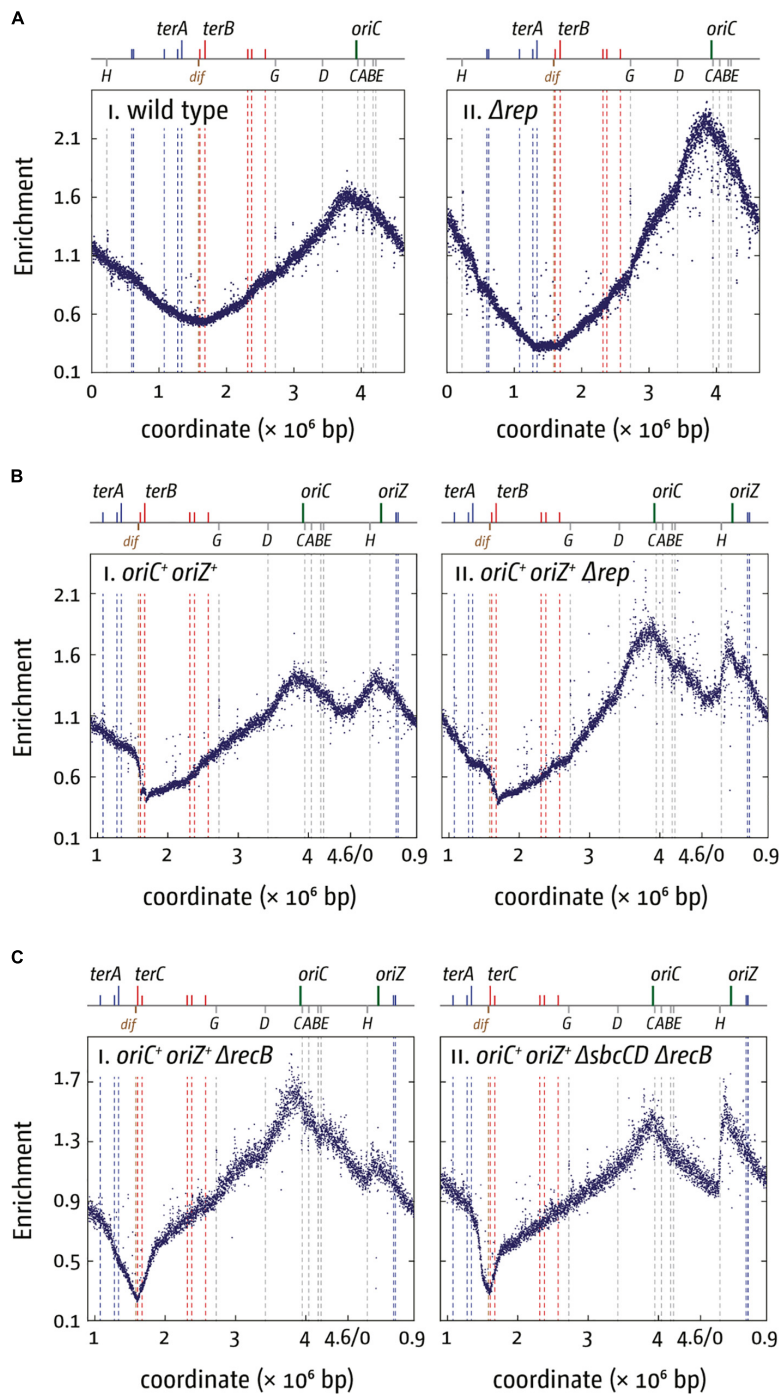 A
terA terB oriC
H dif G D CABE
I. wild type
Enrichment
2.1
1.6
1.1
0.6
0.1
0 1 2 3 4
coordinate (× 10⁶ bp)
terA terB oriC
H dif G D CABE
II. Δrep
0 1 2 3 4
coordinate (× 10⁶ bp)
B
terA terB oriC oriZ
dif G D CABE H
I. oriC⁺ oriZ⁺
Enrichment
2.1
1.6
1.1
0.6
0.1
1 2 3 4 4.6/0 0.9
coordinate (× 10⁶ bp)
terA terB oriC oriZ
dif G D CABE H
II. oriC⁺ oriZ⁺ Δrep
1 2 3 4 4.6/0 0.9
coordinate (× 10⁶ bp)
C
terA terC oriC oriZ
dif G D CABE H
I. oriC⁺ oriZ⁺ ΔrecB
Enrichment
1.7
1.3
0.9
0.5
0.1
1 2 3 4 4.6/0 0.9
coordinate (× 10⁶ bp)
terA terC oriC oriZ
dif G D CABE H
II. oriC⁺ oriZ⁺ ΔsbcCD ΔrecB
1 2 3 4 4.6/0 0.9
coordinate (× 10⁶ bp)